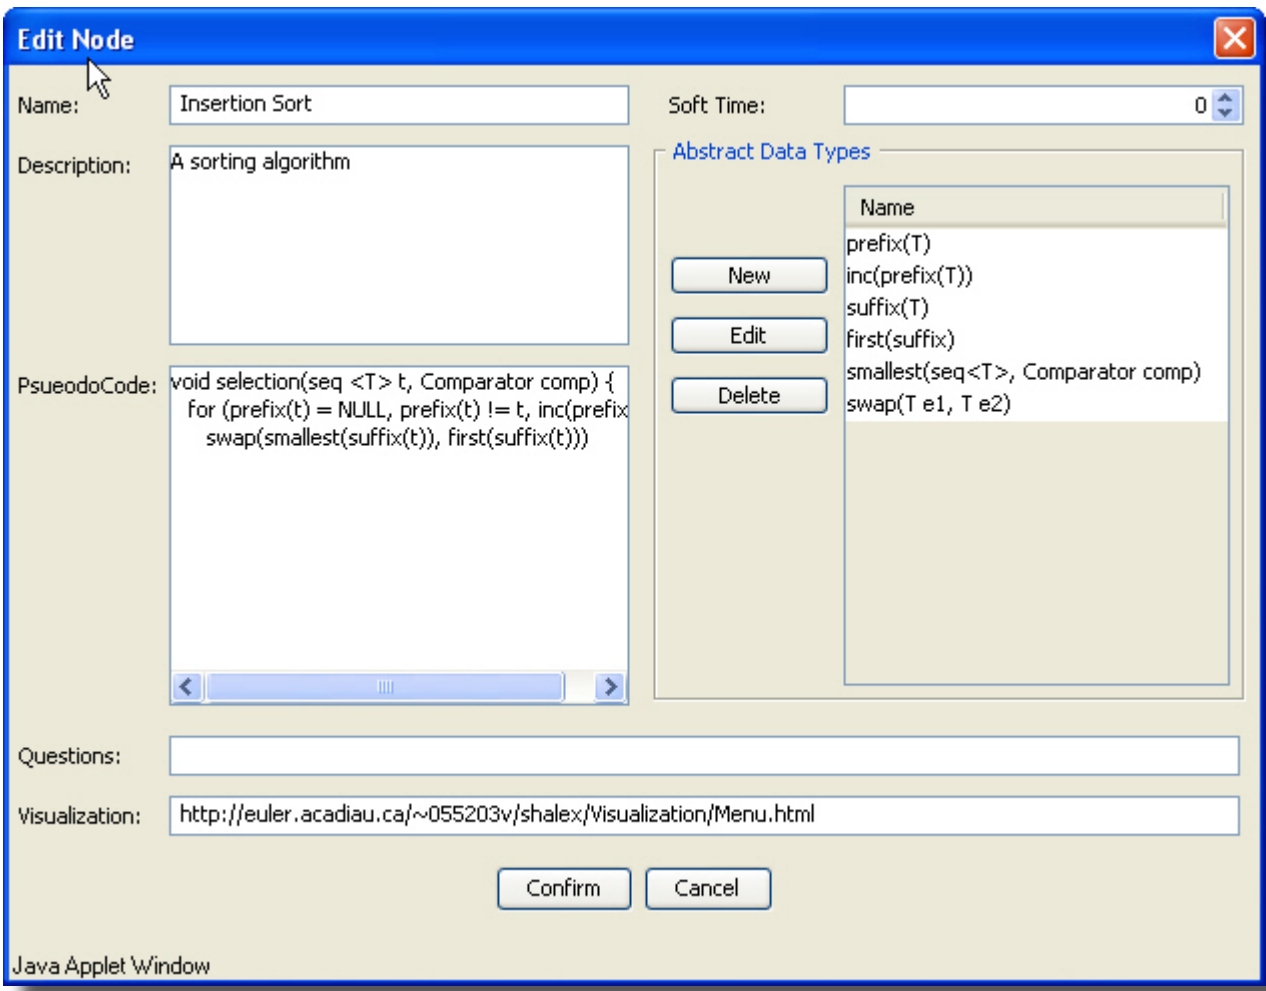 Edit Node
Name: Insertion Sort
Soft Time: 0
Description: A sorting algorithm
Abstract Data Types
Name
prefix(T)
inc(prefix(T))
suffix(T)
first(suffix)
smallest(seq<T>, Comparator comp)
swap(T e1, T e2)
New
Edit
Delete
PsueodoCode: void selection(seq <T> t, Comparator comp) {
for (prefix(t) = NULL, prefix(t) != t, inc(prefix
swap(smallest(suffix(t)), first(suffix(t)))
Questions:
Visualization: http://euler.acadiau.ca/~055203v/shalex/Visualization/Menu.html
Confirm Cancel
Java Applet Window